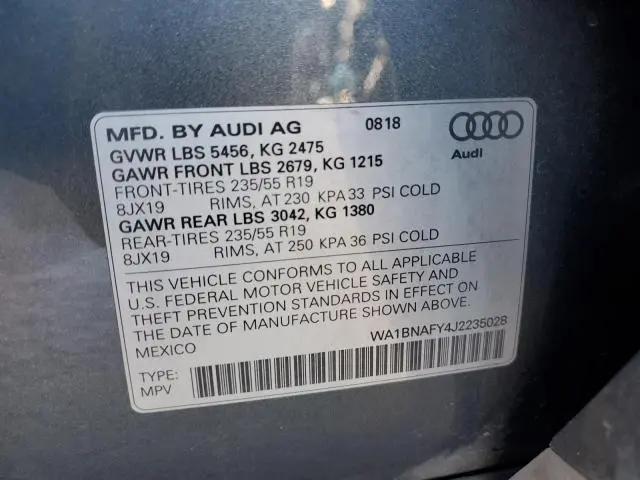 MFD. BY AUDI AG 0818
GVWR LBS 5456, KG 2475
GAWR FRONT LBS 2679, KG 1215
FRONT-TIRES 235/55 R19
8JX19 RIMS, AT 230 KPA 33 PSI COLD
GAWR REAR LBS 3042, KG 1380
REAR-TIRES 235/55 R19
8JX19 RIMS, AT 250 KPA 36 PSI COLD
Audi
THIS VEHICLE CONFORMS TO ALL APPLICABLE
U.S. FEDERAL MOTOR VEHICLE SAFETY AND
THEFT PREVENTION STANDARDS IN EFFECT ON
THE DATE OF MANUFACTURE SHOWN ABOVE.
MEXICO
WA1BNAFY4J2235028
TYPE:
MPV